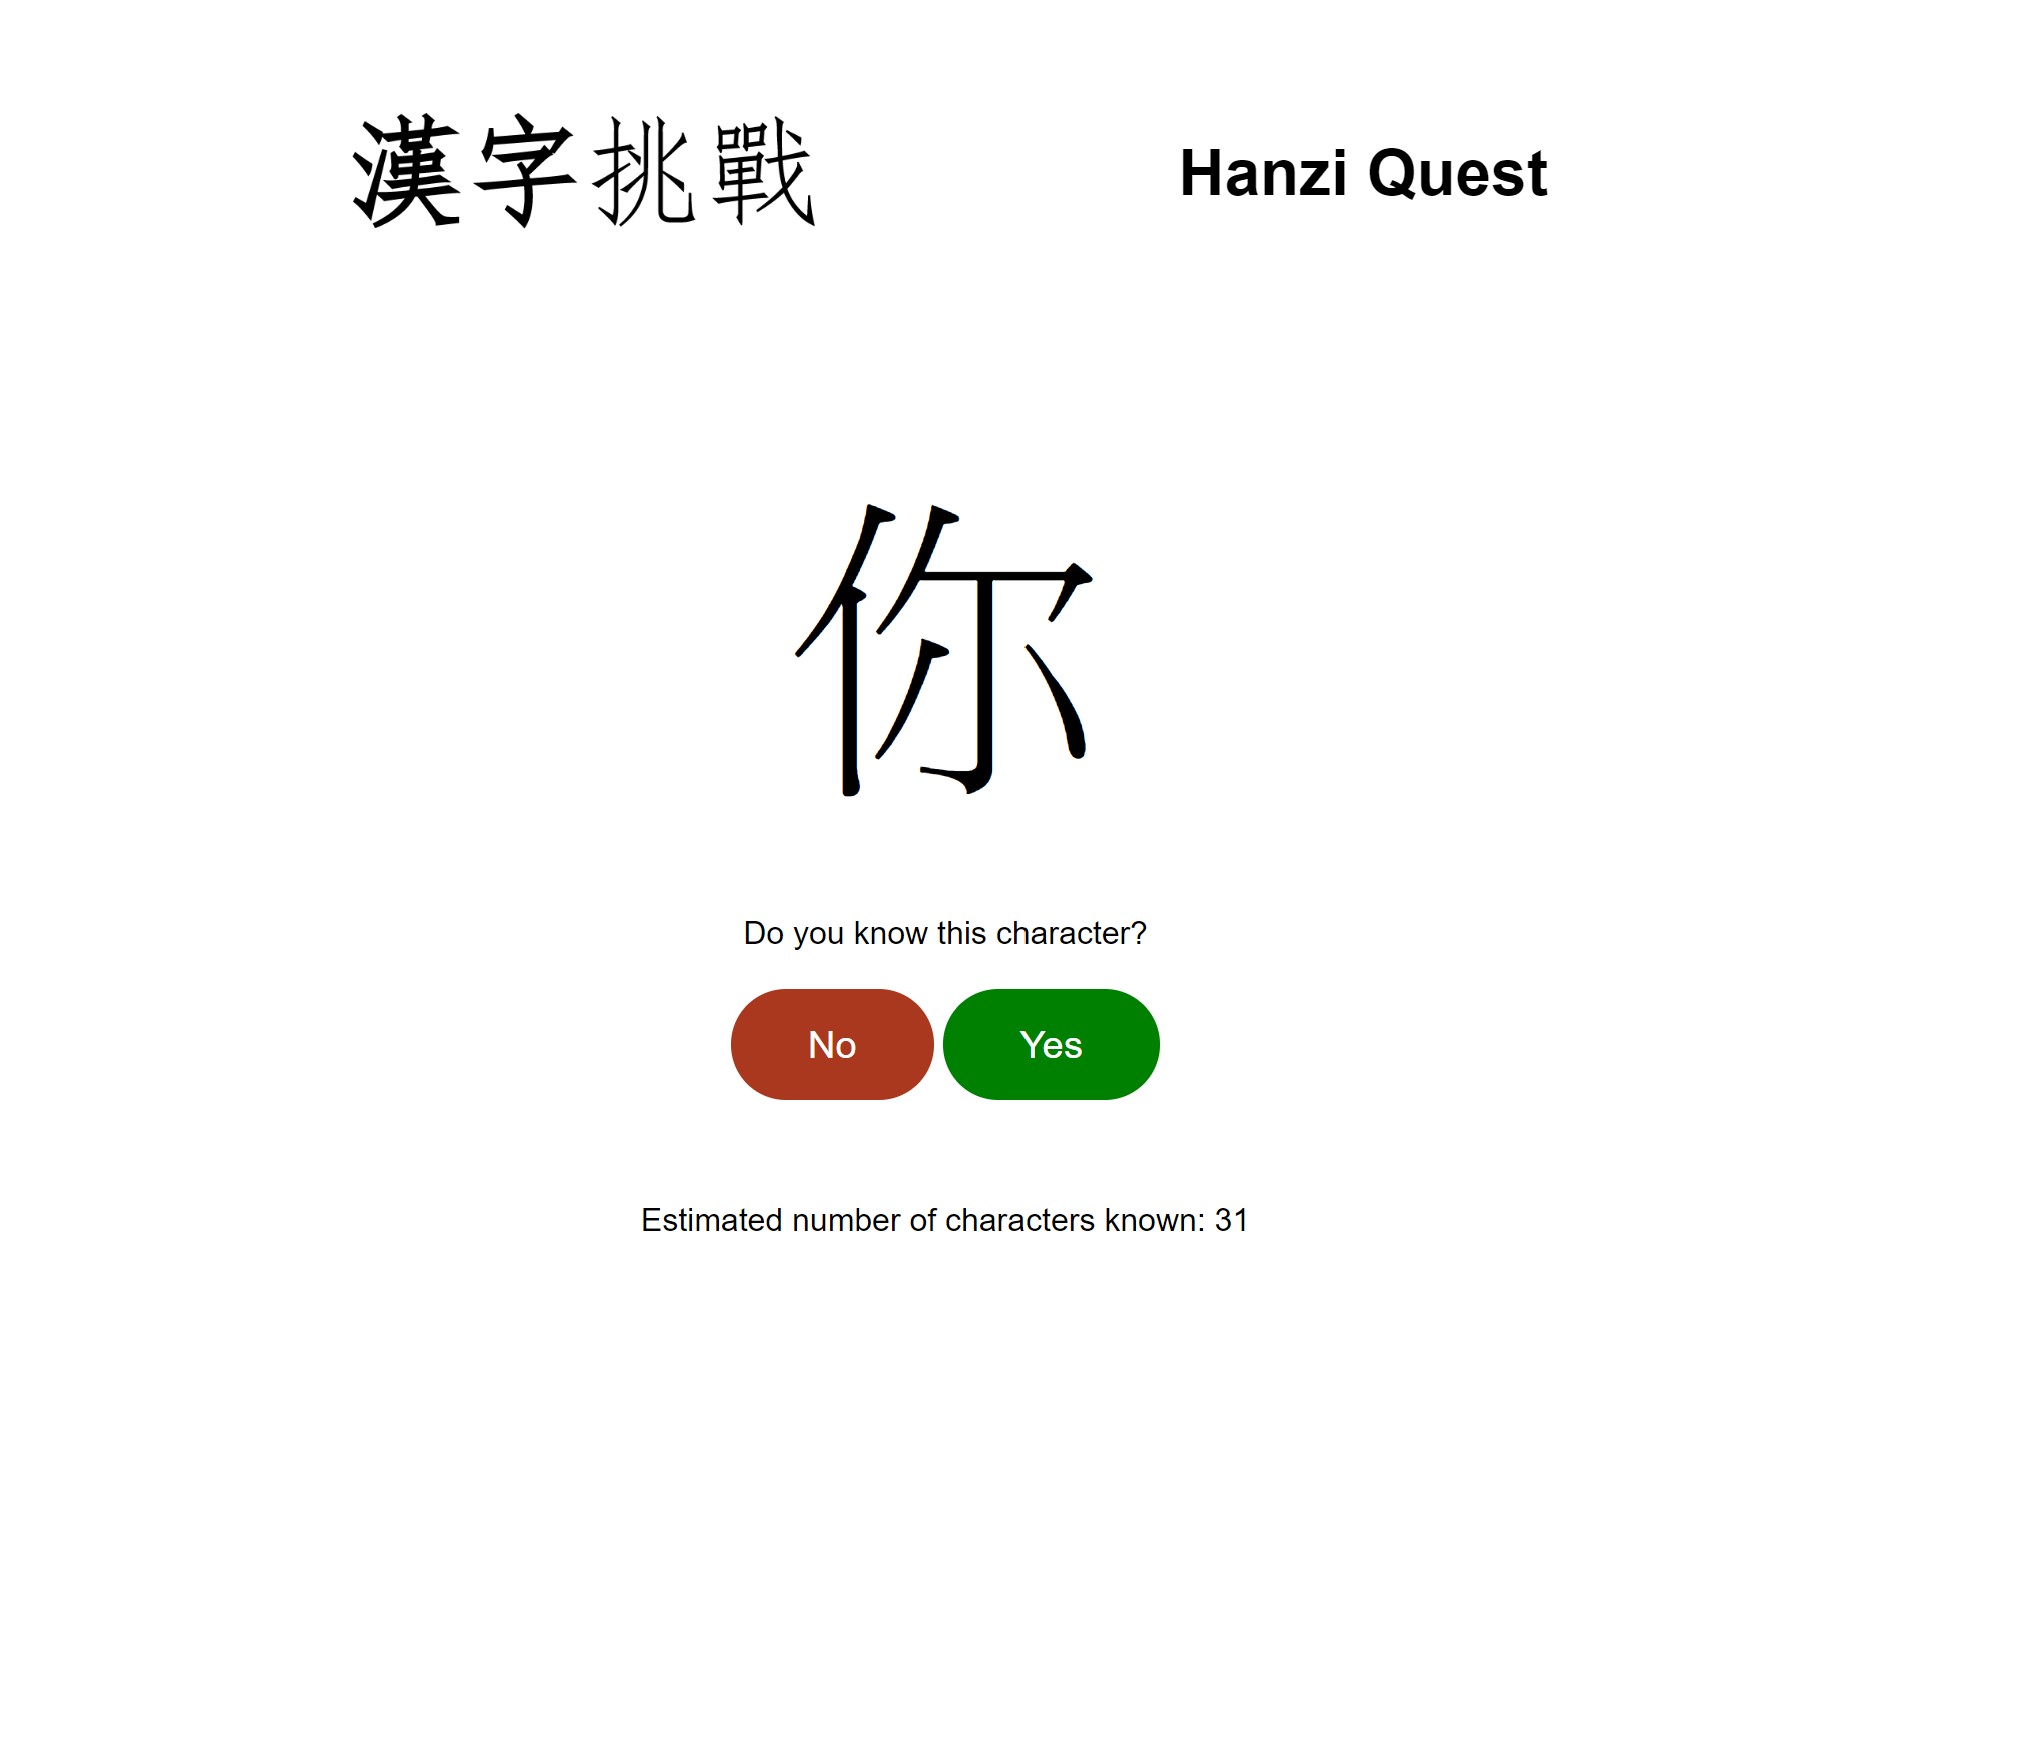 漢字挑戰
Hanzi Quest
你
Do you know this character?
No Yes
Estimated number of characters known: 31